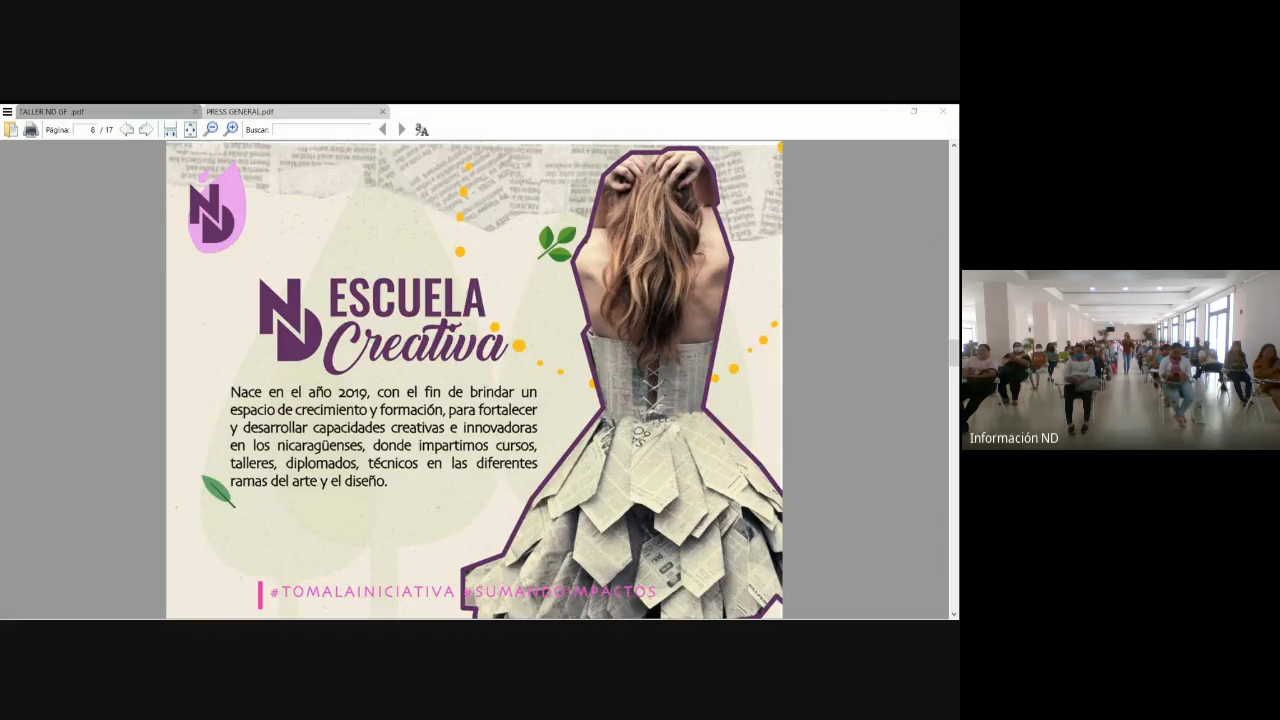 TALLER ND GF .pdf
PRESS GENERAL.pdf
Página: 8 / 17
Buscar:
ND
ND ESCUELA
Creativa
Nace en el año 2019, con el fin de brindar un
espacio de crecimiento y formación, para fortalecer
y desarrollar capacidades creativas e innovadoras
en los nicaragüenses, donde impartimos cursos,
talleres, diplomados, técnicos en las diferentes
ramas del arte y el diseño.
#TOMALAINICIATIVA #SUMANDOIMPACTOS
Información ND